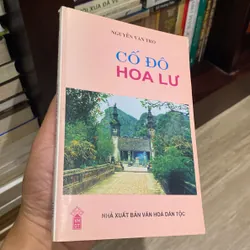 NGUYỄN VĂN TRÒ
CỐ ĐÔ
HOA LƯ
NHÀ XUẤT BẢN VĂN HÓA DÂN TỘC